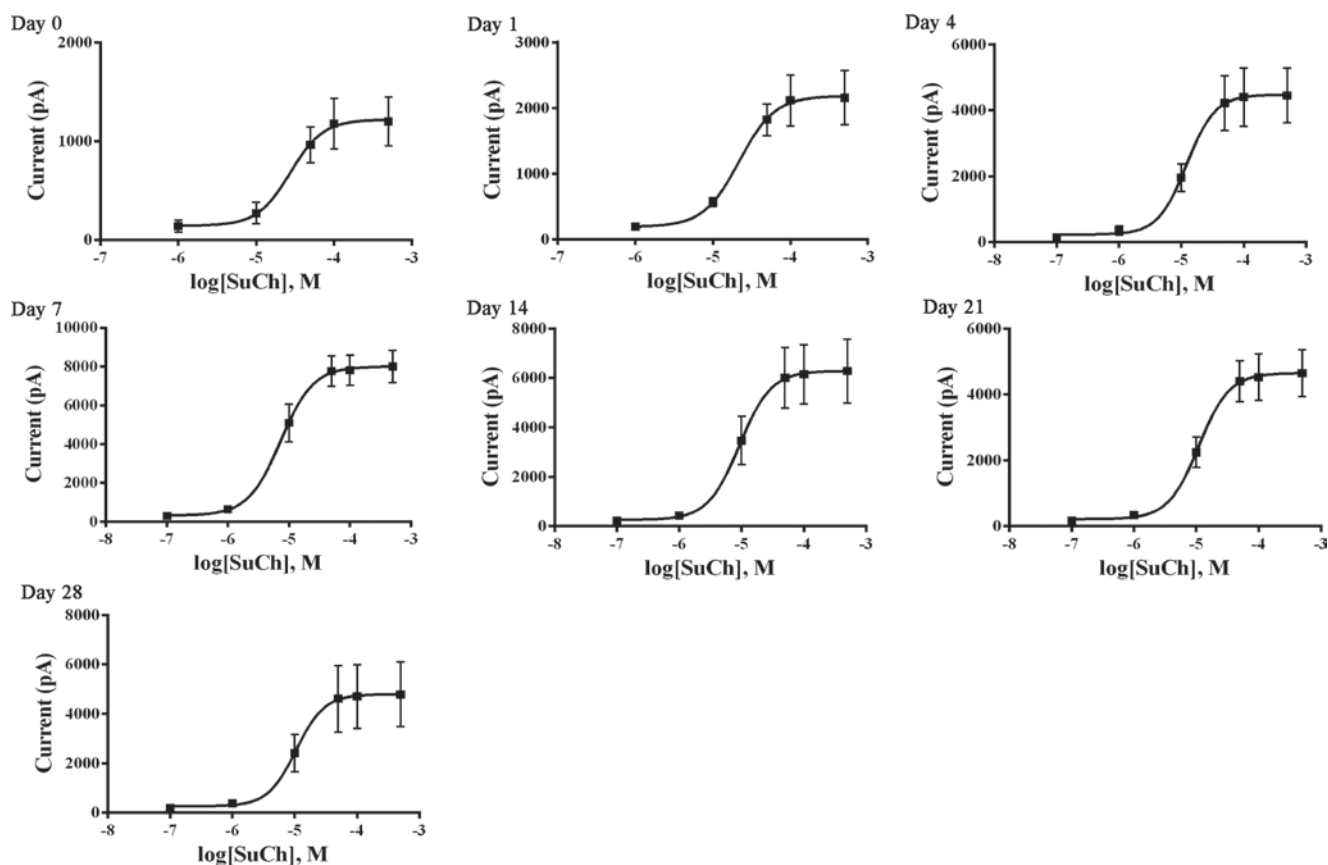 Day 0
2000
1000
0
Current (pA)
-7 -6 -5 -4 -3
log[SuCh], M
Day 1
3000
2000
1000
0
Current (pA)
-7 -6 -5 -4 -3
log[SuCh], M
Day 4
6000
4000
2000
0
Current (pA)
-8 -7 -6 -5 -4 -3
log[SuCh], M
Day 7
10000
8000
6000
4000
2000
0
Current (pA)
-8 -7 -6 -5 -4 -3
log[SuCh], M
Day 14
8000
6000
4000
2000
0
Current (pA)
-8 -7 -6 -5 -4 -3
log[SuCh], M
Day 21
6000
4000
2000
0
Current (pA)
-8 -7 -6 -5 -4 -3
log[SuCh], M
Day 28
8000
6000
4000
2000
0
Current (pA)
-8 -7 -6 -5 -4 -3
log[SuCh], M